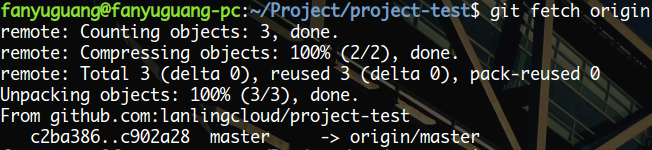 fanyuguang@fanyuguang-pc:~/Project/project-test$ git fetch origin
remote: Counting objects: 3, done.
remote: Compressing objects: 100% (2/2), done.
remote: Total 3 (delta 0), reused 3 (delta 0), pack-reused 0
Unpacking objects: 100% (3/3), done.
From github.com:lanlingcloud/project-test
   c2ba386..c902a28  master     -> origin/master